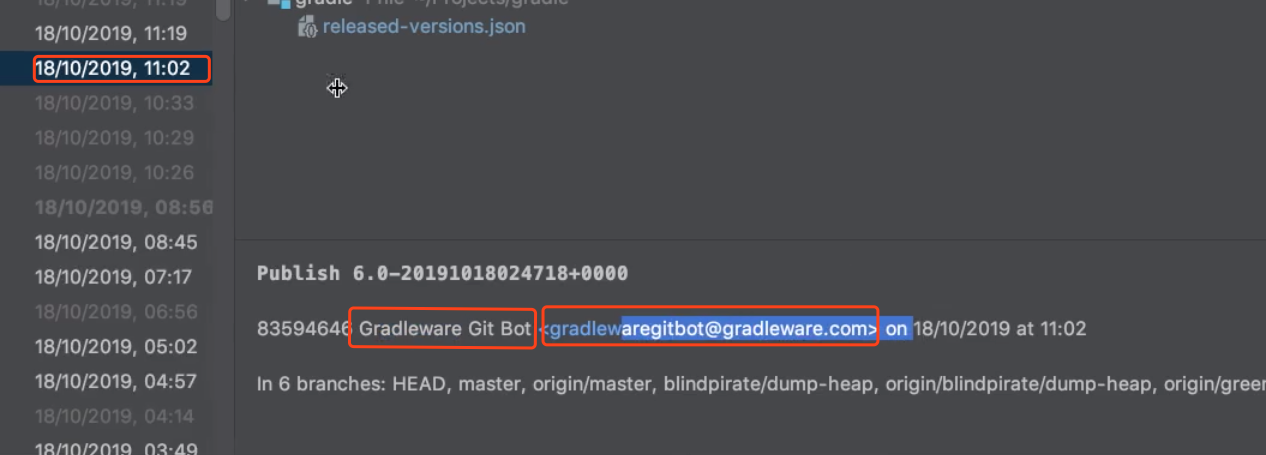 18/10/2019, 11:19
18/10/2019, 11:02
18/10/2019, 10:33
18/10/2019, 10:29
18/10/2019, 10:26
18/10/2019, 08:56
18/10/2019, 08:45
18/10/2019, 07:17
18/10/2019, 06:56
18/10/2019, 05:02
18/10/2019, 04:57
18/10/2019, 04:14
18/10/2019, 03:49
gradle 1 file ~/Projects/gradle
released-versions.json
Publish 6.0-20191018024718+0000
83594646 Gradleware Git Bot <gradlewaregitbot@gradleware.com> on 18/10/2019 at 11:02
In 6 branches: HEAD, master, origin/master, blindpirate/dump-heap, origin/blindpirate/dump-heap, origin/gree